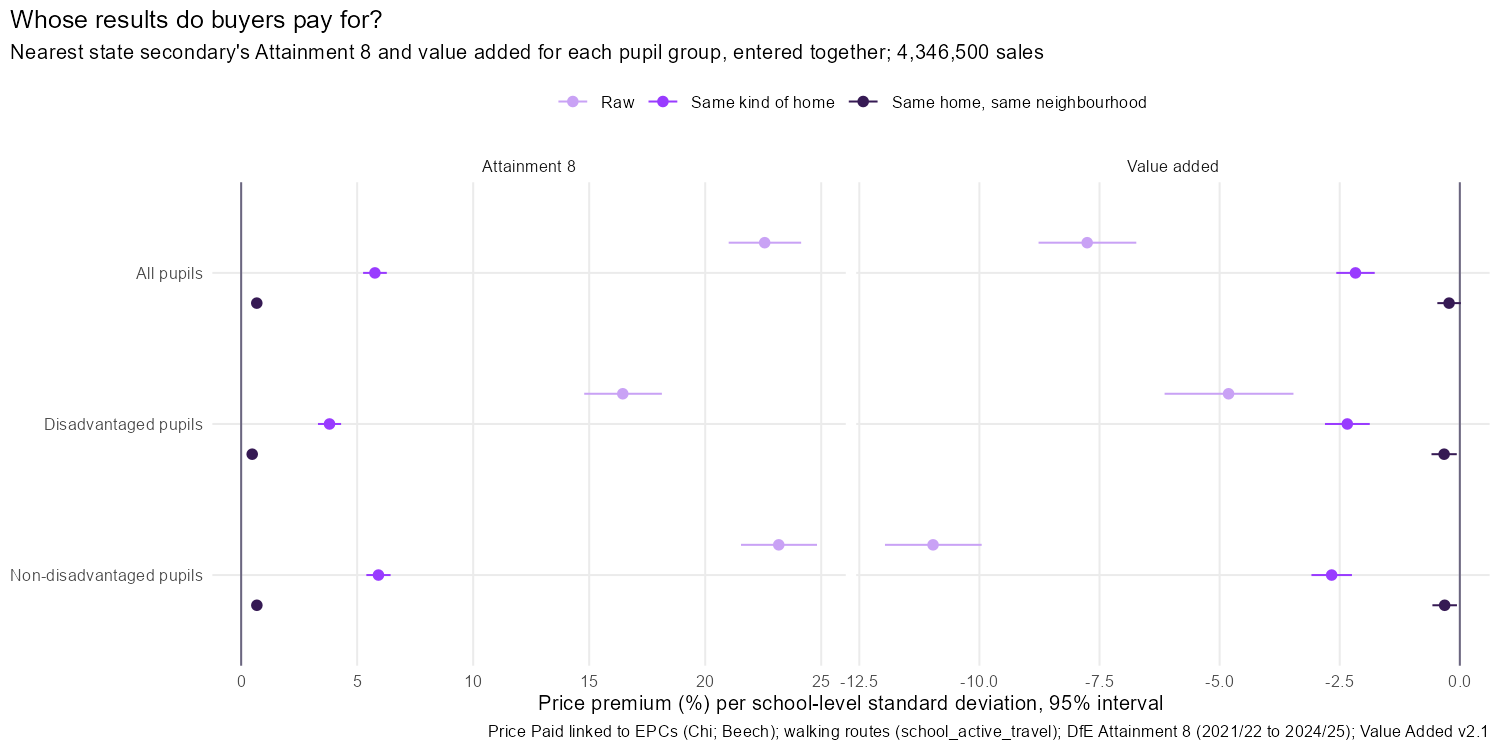 Whose results do buyers pay for?
Nearest state secondary's Attainment 8 and value added for each pupil group, entered together; 4,346,500 sales
Raw Same kind of home Same home, same neighbourhood
Attainment 8 Value added
All pupils
Disadvantaged pupils
Non-disadvantaged pupils
0 5 10 15 20 25 -12.5 -10.0 -7.5 -5.0 -2.5 0.0
Price premium (%) per school-level standard deviation, 95% interval
Price Paid linked to EPCs (Chi; Beech); walking routes (school_active_travel); DfE Attainment 8 (2021/22 to 2024/25); Value Added v2.1